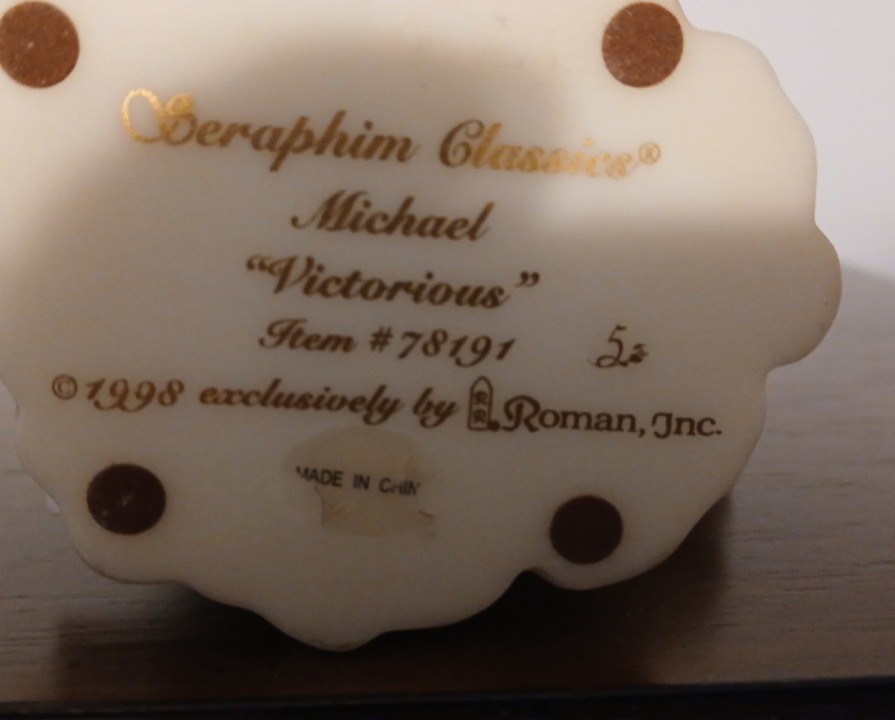 Seraphim Classics®
Michael
"Victorious"
Item # 78191
©1998 exclusively by Roman, Inc.
MADE IN CHIN